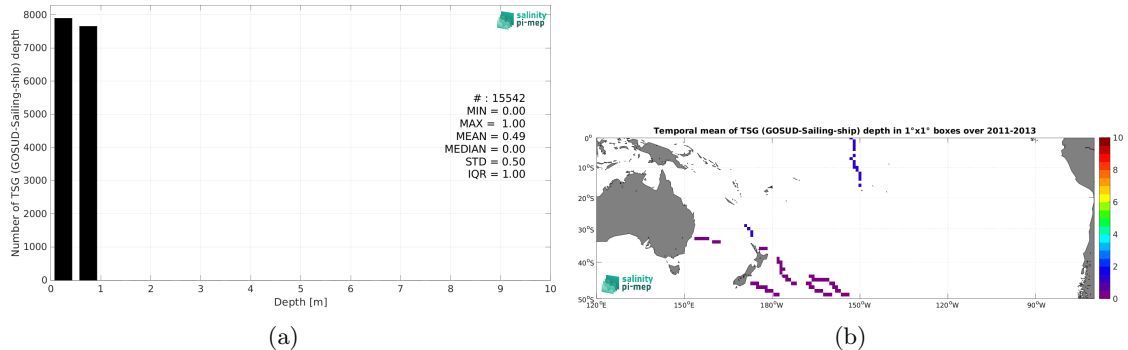 salinity
pi-mep
Number of TSG (GOSUD-Sailing-ship) depth
8000
7000
6000
5000
4000
3000
2000
1000
0
# : 15542
MIN = 0.00
MAX = 1.00
MEAN = 0.49
MEDIAN = 0.00
STD = 0.50
IQR = 1.00
0 1 2 3 4 5 6 7 8 9 10
Depth [m]
(a)
Temporal mean of TSG (GOSUD-Sailing-ship) depth in 1°x1° boxes over 2011-2013
0°
10°S
20°S
30°S
40°S
50°S
120°E 150°E 180°W 150°W 120°W 90°W
salinity
pi-mep
10
8
6
4
2
0
(b)